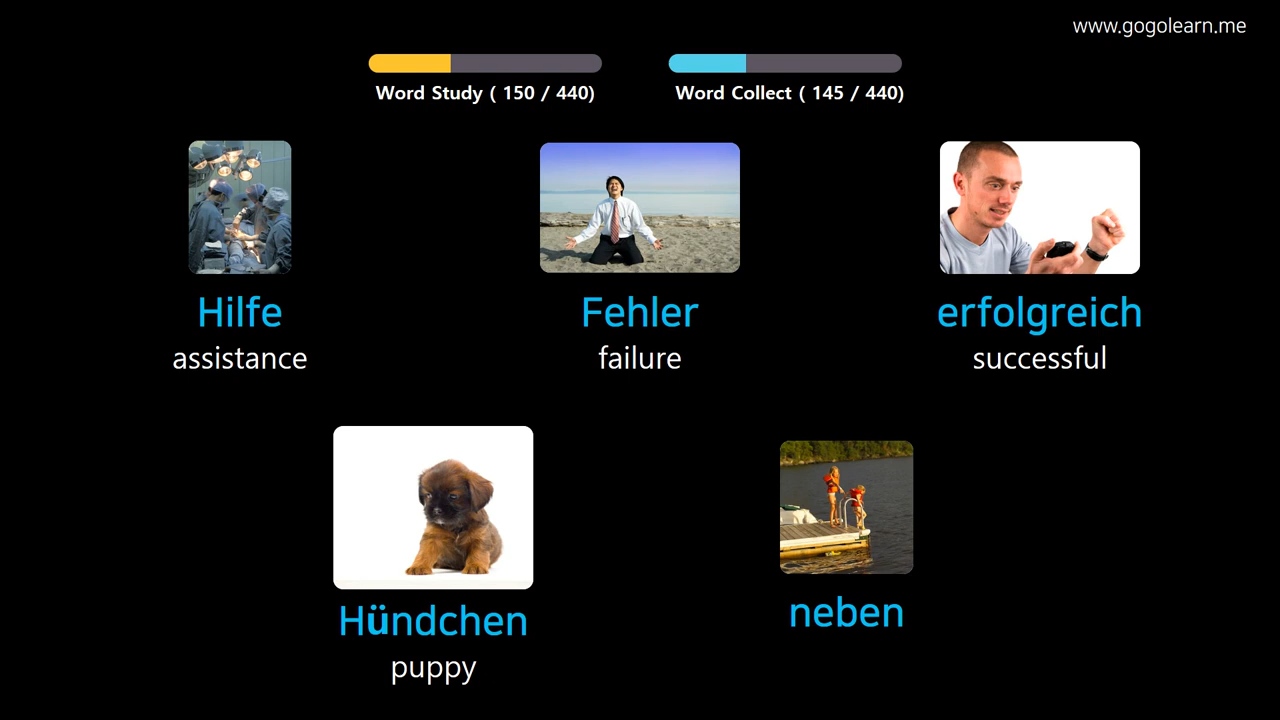 www.gogolearn.me
Word Study ( 150 / 440)
Word Collect ( 145 / 440)
Hilfe
assistance
Fehler
failure
erfolgreich
successful
Hündchen
puppy
neben